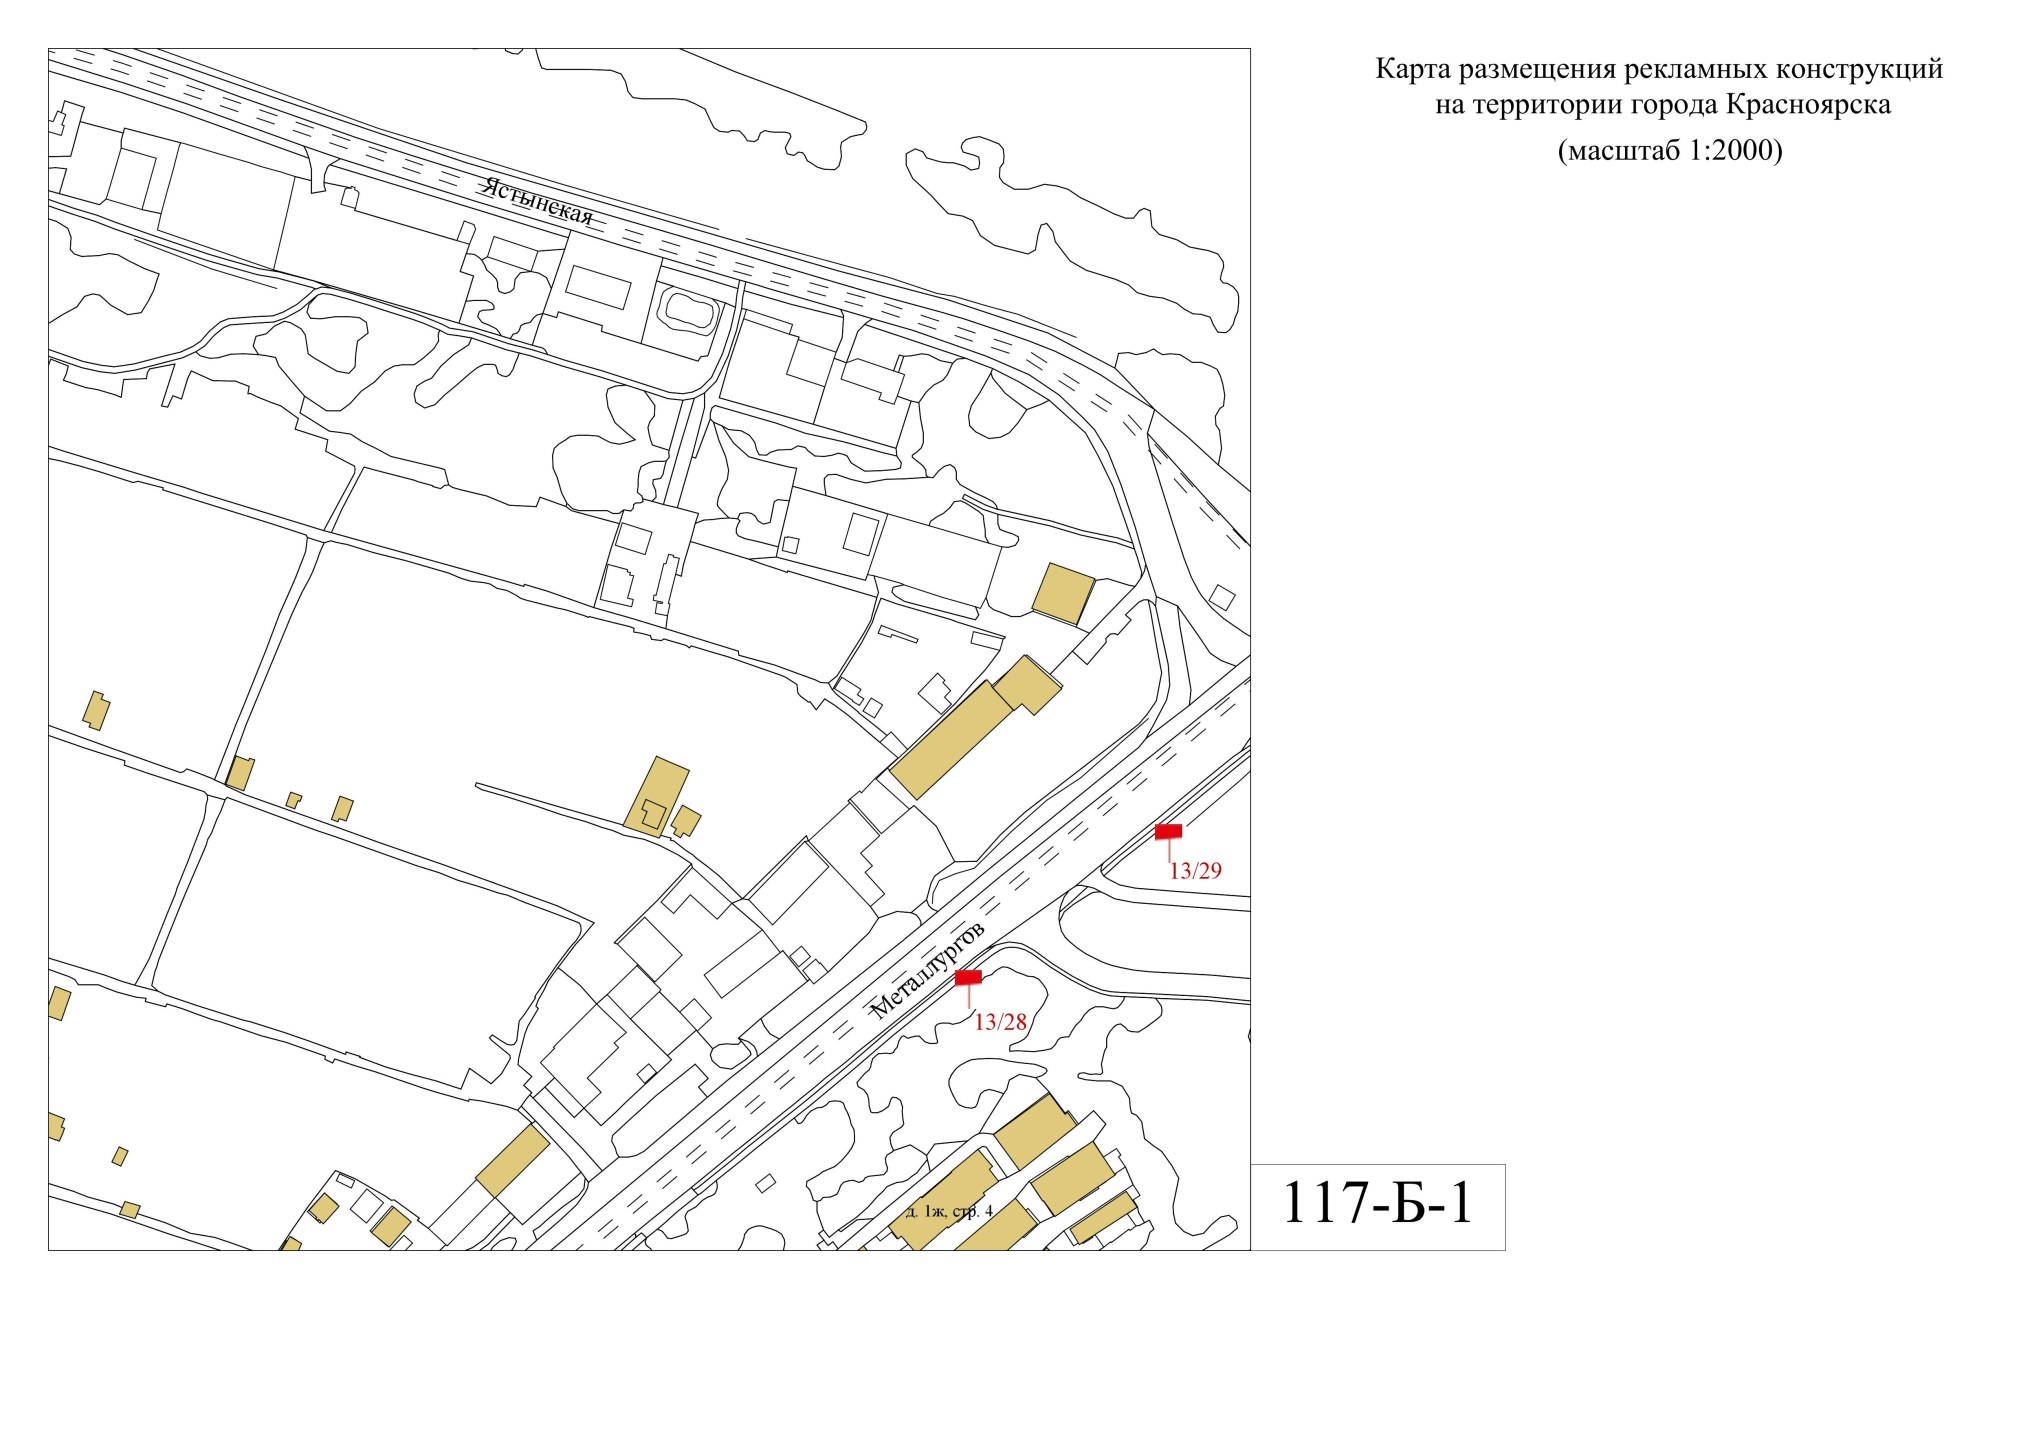 Карта размещения рекламных конструкций
на территории города Красноярска
(масштаб 1:2000)
Ястынская
13/29
Металлургов
13/28
д. 1ж, стр. 4
117-Б-1